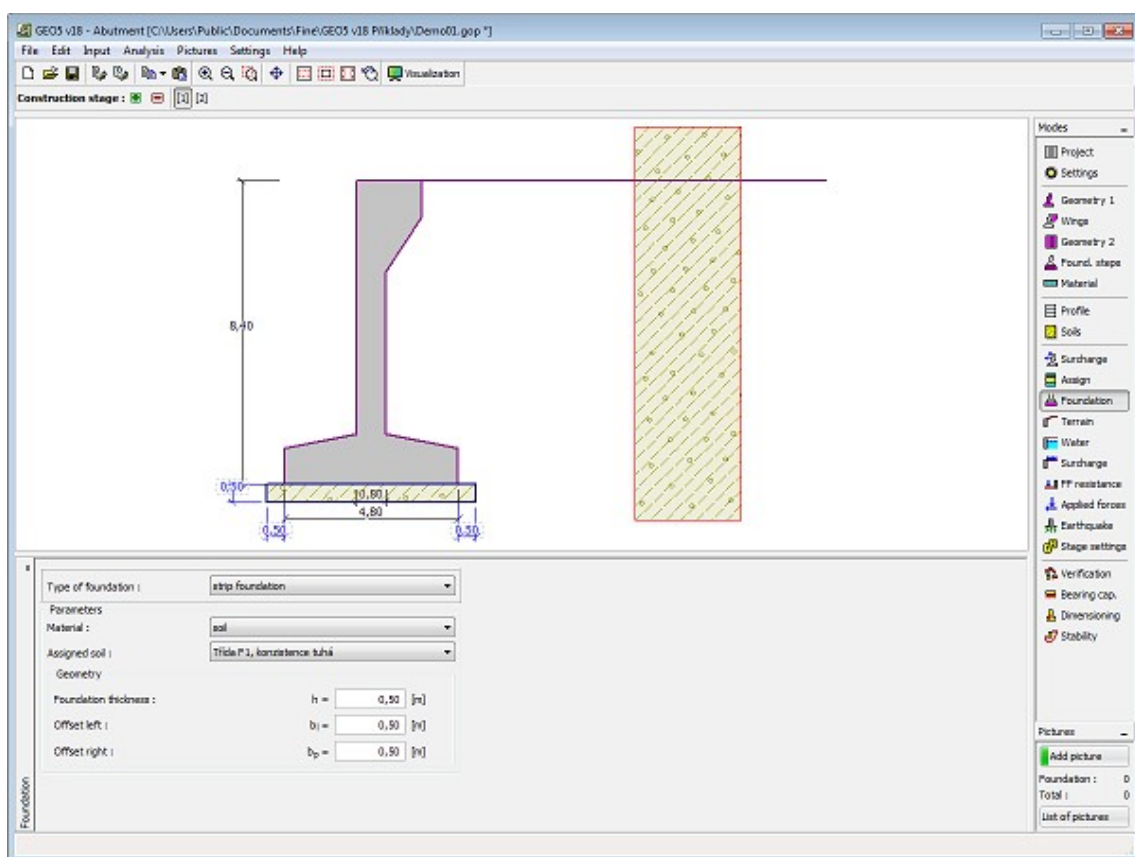 GEO5 v18 - Abutment [C:\Users\Public\Documents\Fine\GEO5 v18 Příklady\Demo01.gop *]
File Edit Input Analysis Pictures Settings Help
Visualization
Construction stage : [1] [2]
8,40
0,50
0,80
4,80
0,50
0,50
Modes
Project
Settings
Geometry 1
Wings
Geometry 2
Found. steps
Material
Profile
Soils
Surcharge
Assign
Foundation
Terrain
Water
Surcharge
FF resistance
Applied forces
Earthquake
Stage settings
Verification
Bearing cap.
Dimensioning
Stability
Type of foundation : strip foundation
Parameters
Material : soil
Assigned soil : Třída F1, konzistence tuhá
Geometry
Foundation thickness : h = 0,50 [m]
Offset left : bl = 0,50 [m]
Offset right : bp = 0,50 [m]
Foundation
Pictures
Add picture
Foundation : 0
Total : 0
List of pictures